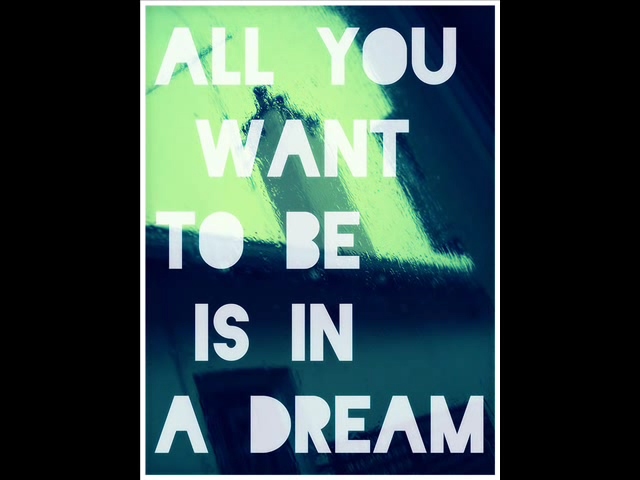 ALL YOU
WANT
TO BE
IS IN
A DREAM